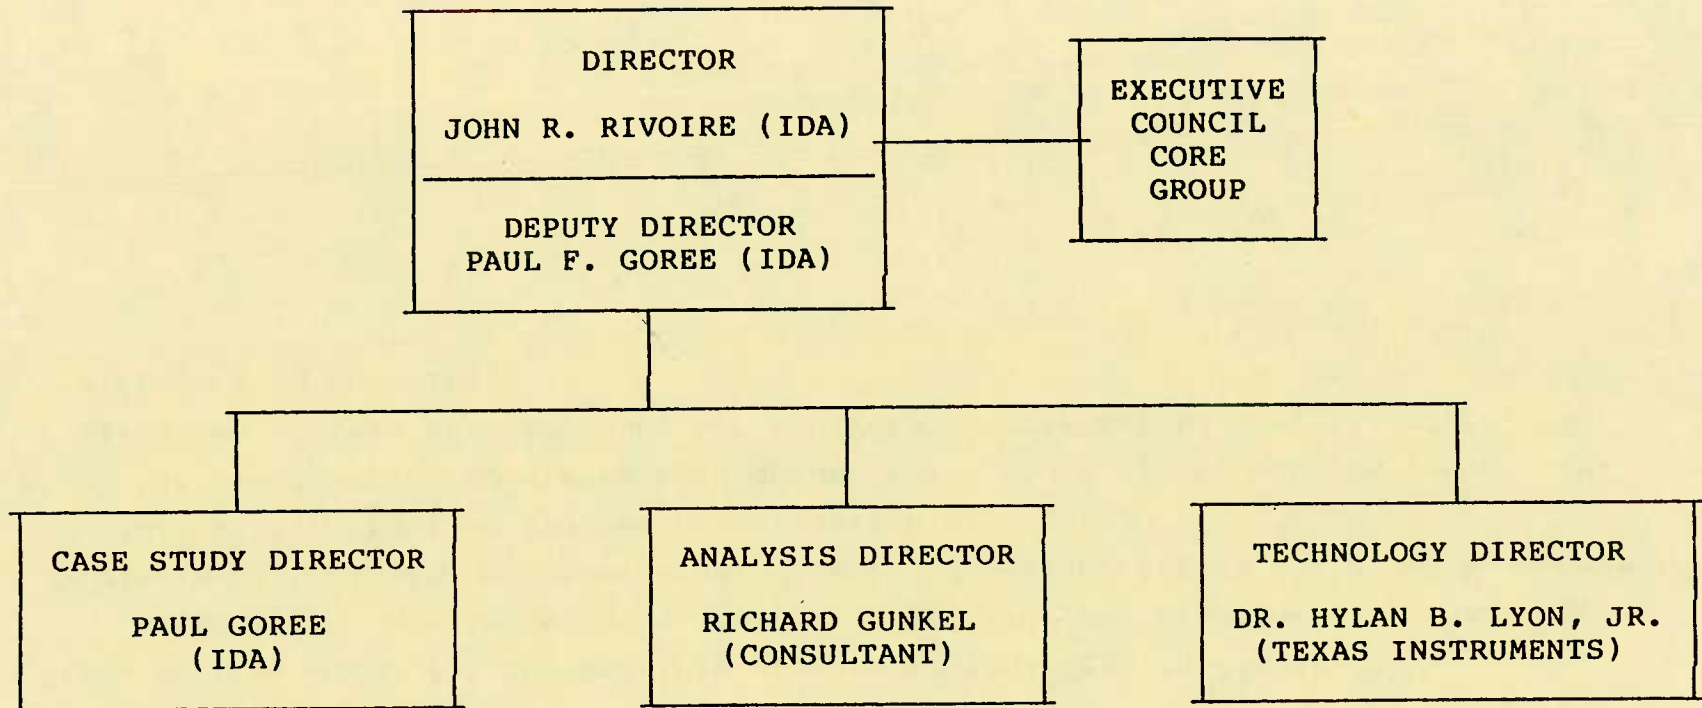 DIRECTOR
JOHN R. RIVOIRE (IDA)
DEPUTY DIRECTOR
PAUL F. GOREE (IDA)
EXECUTIVE
COUNCIL
CORE
GROUP
CASE STUDY DIRECTOR
PAUL GOREE
(IDA)
ANALYSIS DIRECTOR
RICHARD GUNKEL
(CONSULTANT)
TECHNOLOGY DIRECTOR
DR. HYLAN B. LYON, JR.
(TEXAS INSTRUMENTS)